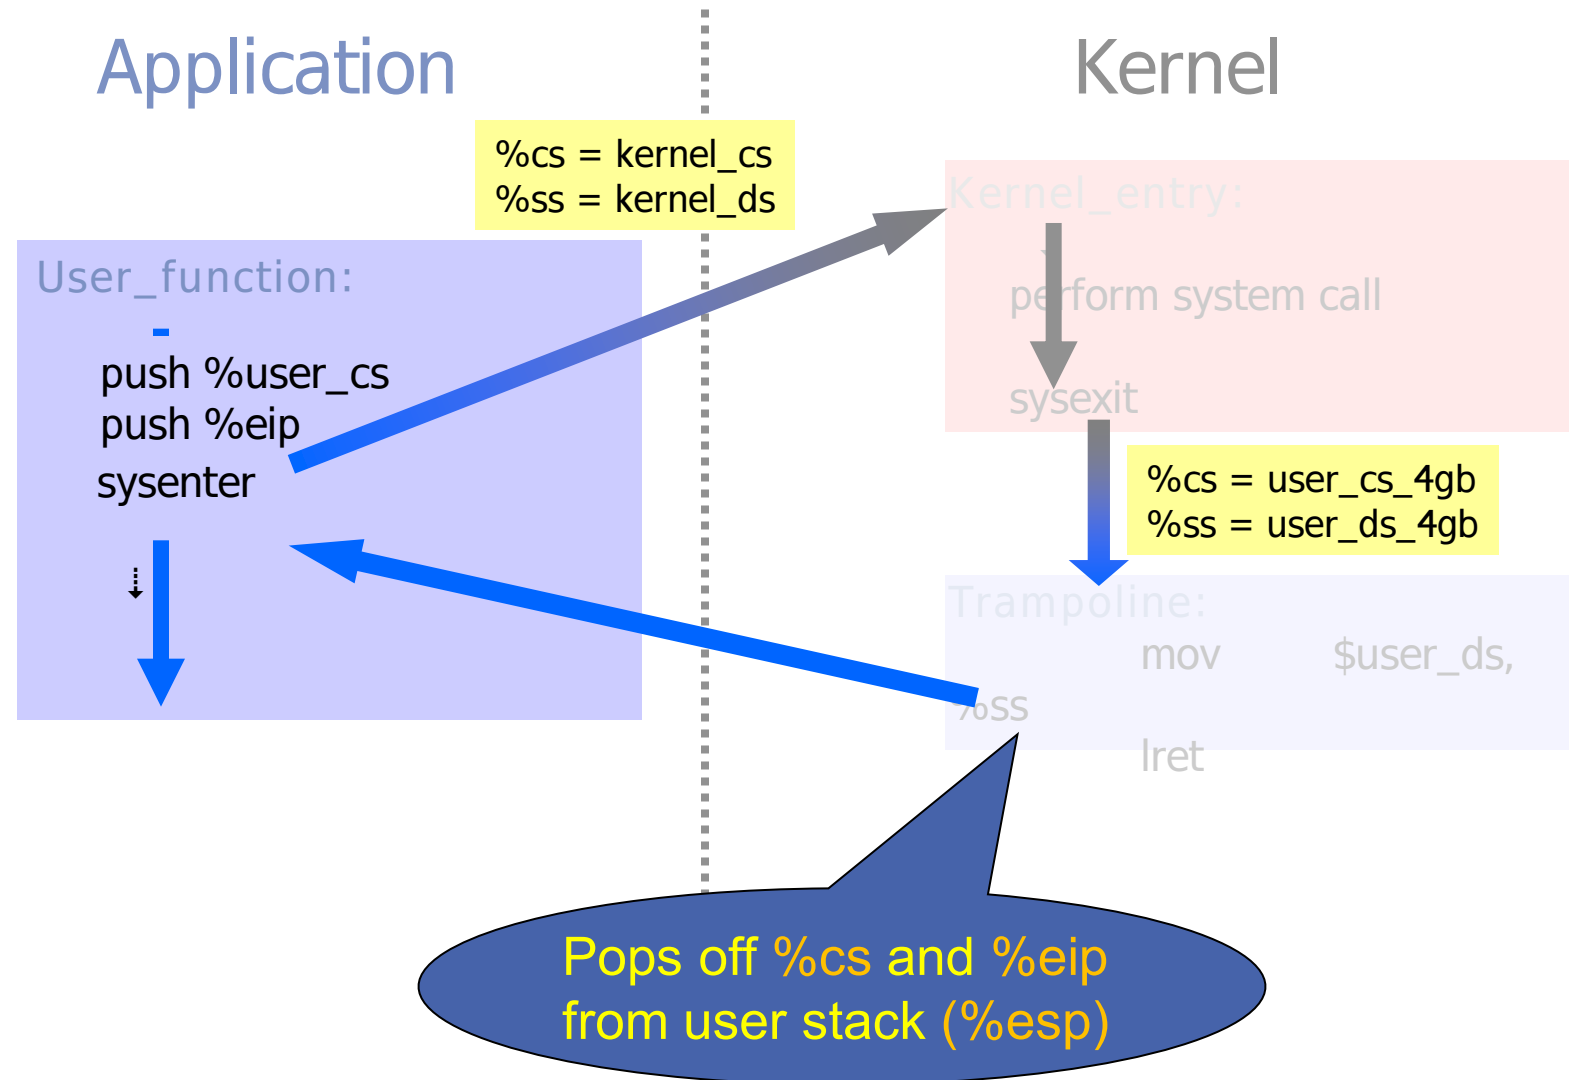 Application
Kernel
%cs = kernel_cs
%ss = kernel_ds
User_function:
push %user_cs
push %eip
sysenter
Kernel_entry:
perform system call
sysexit
%cs = user_cs_4gb
%ss = user_ds_4gb
Trampoline:
mov $user_ds,
%ss
lret
Pops off %cs and %eip
from user stack (%esp)